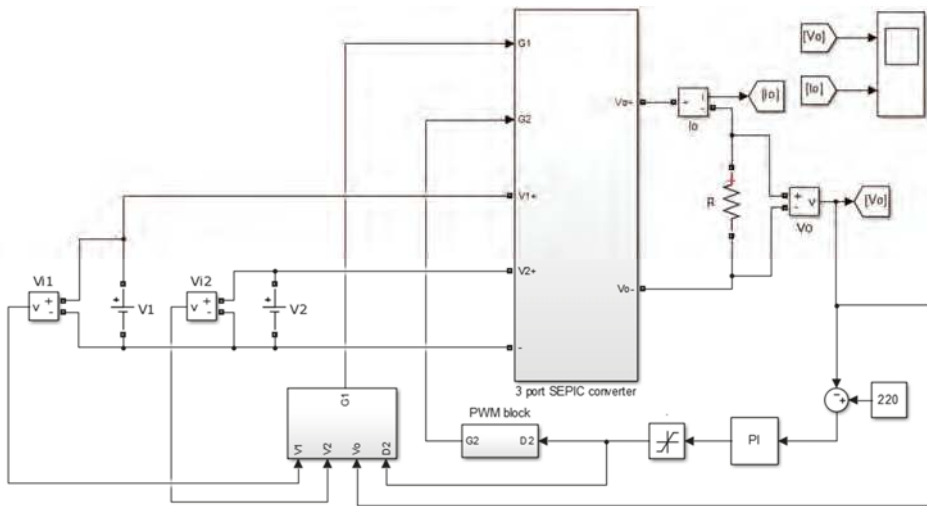 G1
G2
V1+
V2+
-
Vo+
Vo-
3 port SEPIC converter
+
-
i
Io
[Io]
[Vo]
[Io]
R
+
-
v
Vo
[Vo]
Vi1
v
+
-
+
V1
Vi2
v
+
-
+
V2
G1
V1
V2
Vo
D2
PWM block
G2
D2
PI
-
+
220